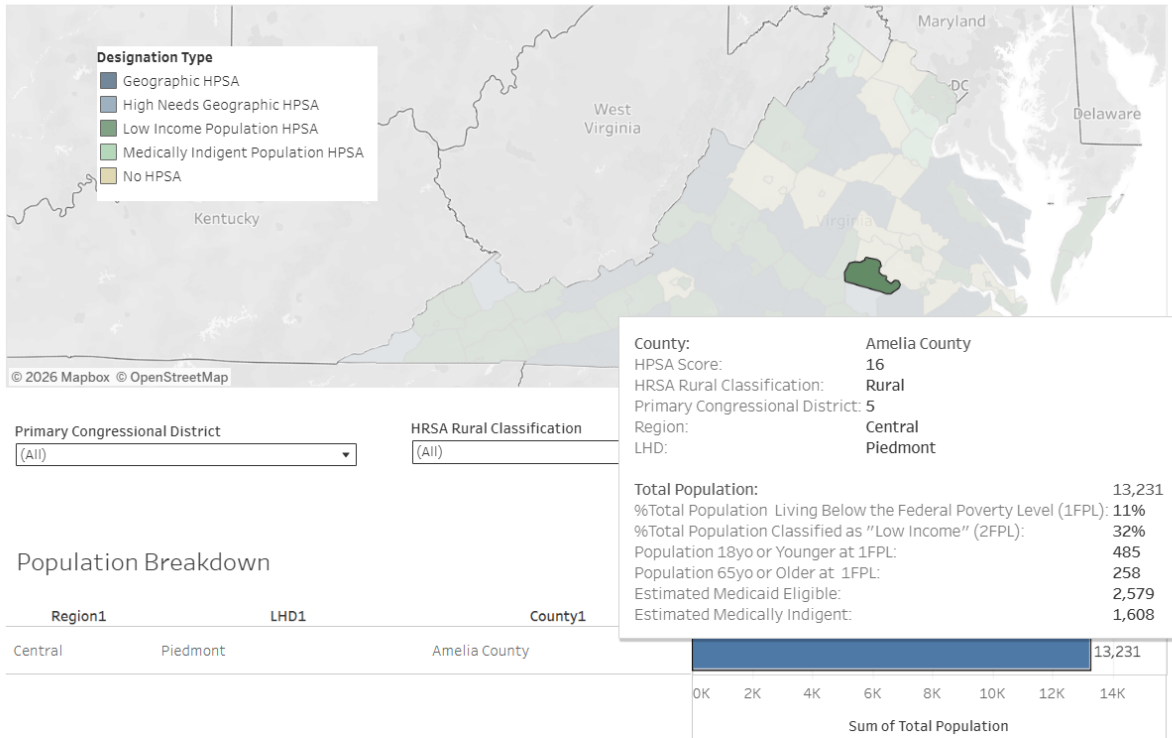 Maryland
Designation Type
Geographic HPSA
High Needs Geographic HPSA
Low Income Population HPSA
Medically Indigent Population HPSA
No HPSA
DC
West
Virginia
Delaware
Kentucky
Virginia
© 2026 Mapbox © OpenStreetMap
County: Amelia County
HPSA Score: 16
HRSA Rural Classification: Rural
Primary Congressional District: 5
Region: Central
LHD: Piedmont
Total Population: 13,231
%Total Population Living Below the Federal Poverty Level (1FPL): 11%
%Total Population Classified as "Low Income" (2FPL): 32%
Population 18yo or Younger at 1FPL: 485
Population 65yo or Older at 1FPL: 258
Estimated Medicaid Eligible: 2,579
Estimated Medically Indigent: 1,608
Primary Congressional District
(All)
HRSA Rural Classification
(All)
Population Breakdown
Region1 LHD1 County1
Central Piedmont Amelia County 13,231
0K 2K 4K 6K 8K 10K 12K 14K
Sum of Total Population